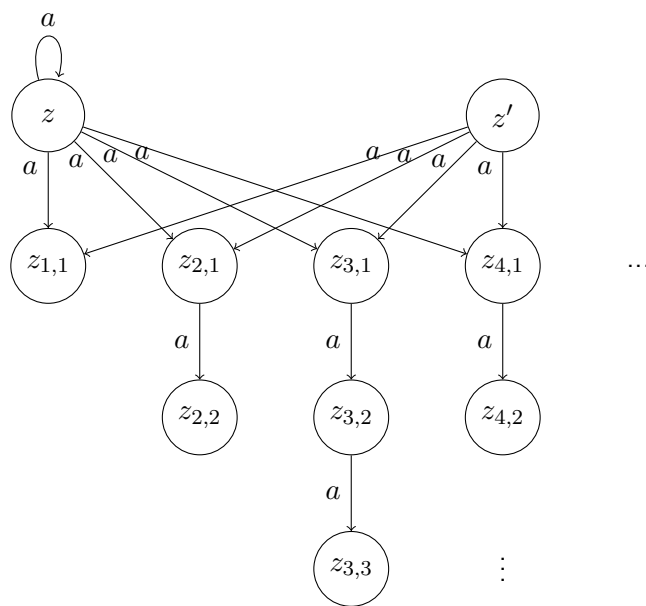 a
z z′
a a a a a a a a
z1,1 z2,1 z3,1 z4,1 ...
a a a
z2,2 z3,2 z4,2
a
z3,3 ⋮